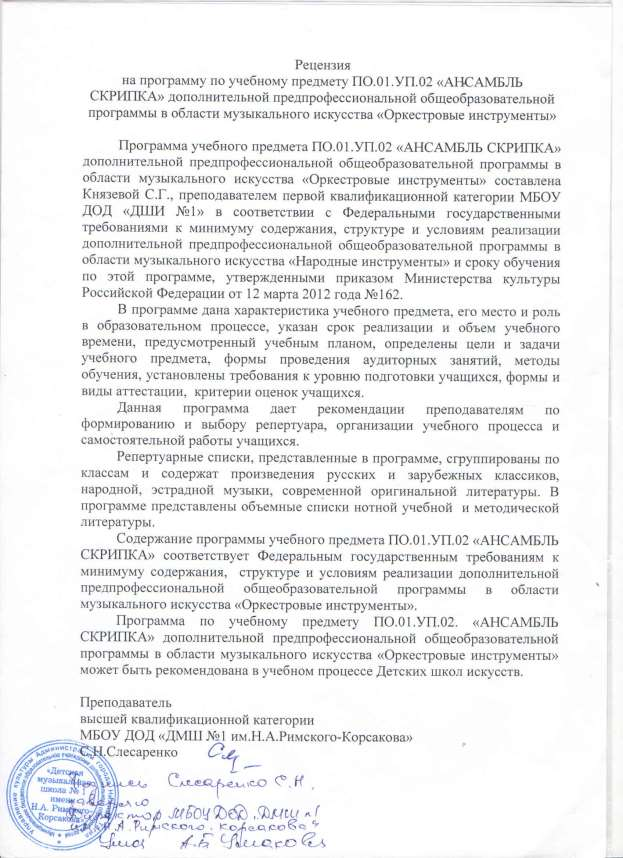 Рецензия
на программу по учебному предмету ПО.01.УП.02 «АНСАМБЛЬ
СКРИПКА» дополнительной предпрофессиональной общеобразовательной
программы в области музыкального искусства «Оркестровые инструменты»
Программа учебного предмета ПО.01.УП.02 «АНСАМБЛЬ СКРИПКА»
дополнительной предпрофессиональной общеобразовательной программы в
области музыкального искусства «Оркестровые инструменты» составлена
Князевой С.Г., преподавателем первой квалификационной категории МБОУ
ДОД «ДШИ №1» в соответствии с Федеральными государственными
требованиями к минимуму содержания, структуре и условиям реализации
дополнительной предпрофессиональной общеобразовательной программы в
области музыкального искусства «Народные инструменты» и сроку обучения
по этой программе, утвержденными приказом Министерства культуры
Российской Федерации от 12 марта 2012 года №162.
В программе дана характеристика учебного предмета, его место и роль
в образовательном процессе, указан срок реализации и объем учебного
времени, предусмотренный учебным планом, определены цели и задачи
учебного предмета, формы проведения аудиторных занятий, методы
обучения, установлены требования к уровню подготовки учащихся, формы и
виды аттестации, критерии оценок учащихся.
Данная программа дает рекомендации преподавателям по
формированию и выбору репертуара, организации учебного процесса и
самостоятельной работы учащихся.
Репертуарные списки, представленные в программе, сгруппированы по
классам и содержат произведения русских и зарубежных классиков,
народной, эстрадной музыки, современной оригинальной литературы. В
программе представлены объемные списки нотной учебной и методической
литературы.
Содержание программы учебного предмета ПО.01.УП.02 «АНСАМБЛЬ
СКРИПКА» соответствует Федеральным государственным требованиям к
минимуму содержания, структуре и условиям реализации дополнительной
предпрофессиональной общеобразовательной программы в области
музыкального искусства «Оркестровые инструменты».
Программа по учебному предмету ПО.01.УП.02. «АНСАМБЛЬ
СКРИПКА» дополнительной предпрофессиональной общеобразовательной
программы в области музыкального искусства «Оркестровые инструменты»
может быть рекомендована в учебном процессе Детских школ искусств.
Преподаватель
высшей квалификационной категории
МБОУ ДОД «ДМШ №1 им.Н.А.Римского-Корсакова»
С.Н.Слесаренко
Слесаренко С.Н.
директор МБОУ ДОД "ДМШ №1
им. Н.А. Римского-Корсакова"
А.Б. Ушакова
«Детская
музыкальная
школа № 1
имени
Н.А. Римского-
Корсакова»